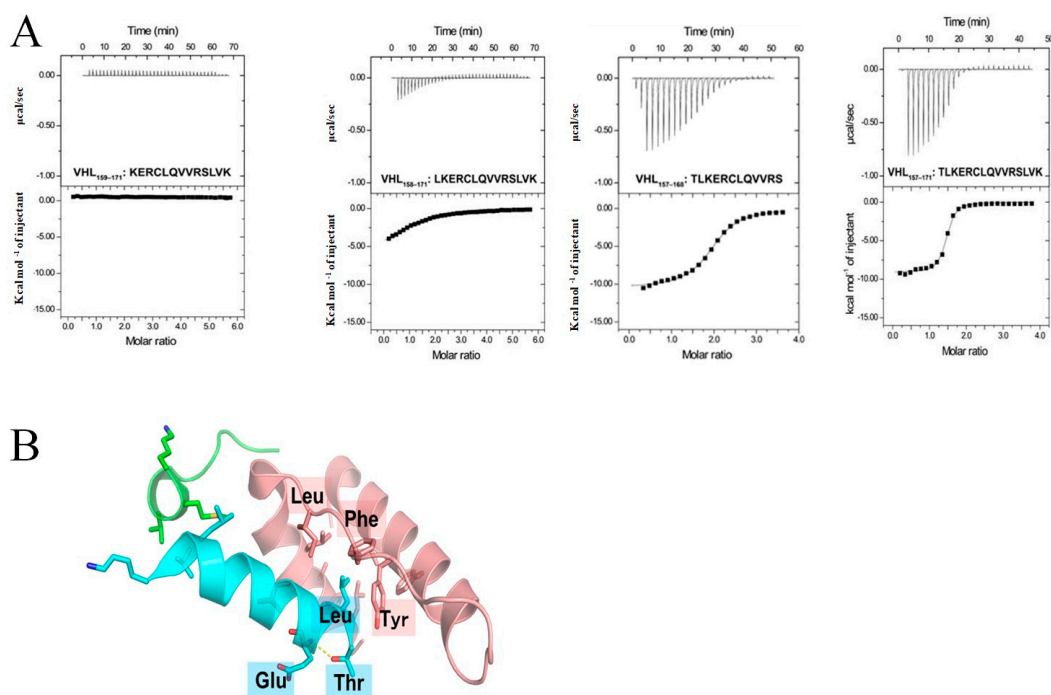 A
Time (min)
0 10 20 30 40 50 60 70
0.00
-0.50
-1.00
µcal/sec
VHL159–171: KERCLQVVRSLVK
0.00
-5.00
-10.00
-15.00
Kcal mol -1 of injectant
0.0 1.0 2.0 3.0 4.0 5.0 6.0
Molar ratio
Time (min)
0 10 20 30 40 50 60 70
0.00
-0.50
-1.00
µcal/sec
VHL158–171: LKERCLQVVRSLVK
0.00
-5.00
-10.00
-15.00
Kcal mol -1 of injectant
0.0 1.0 2.0 3.0 4.0 5.0 6.0
Molar ratio
Time (min)
0 10 20 30 40 50 60
0.00
-0.50
-1.00
µcal/sec
VHL157–168: TLKERCLQVVRS
0.00
-5.00
-10.00
-15.00
Kcal mol -1 of injectant
0.0 1.0 2.0 3.0 4.0
Molar ratio
Time (min)
0 10 20 30 40 50
0.00
-0.50
-1.00
µcal/sec
VHL157–171: TLKERCLQVVRSLVK
0.00
-5.00
-10.00
-15.00
kcal mol-1 of injectant
0.0 1.0 2.0 3.0 4.0
Molar ratio
B
Leu
Phe
Leu
Tyr
Glu
Thr